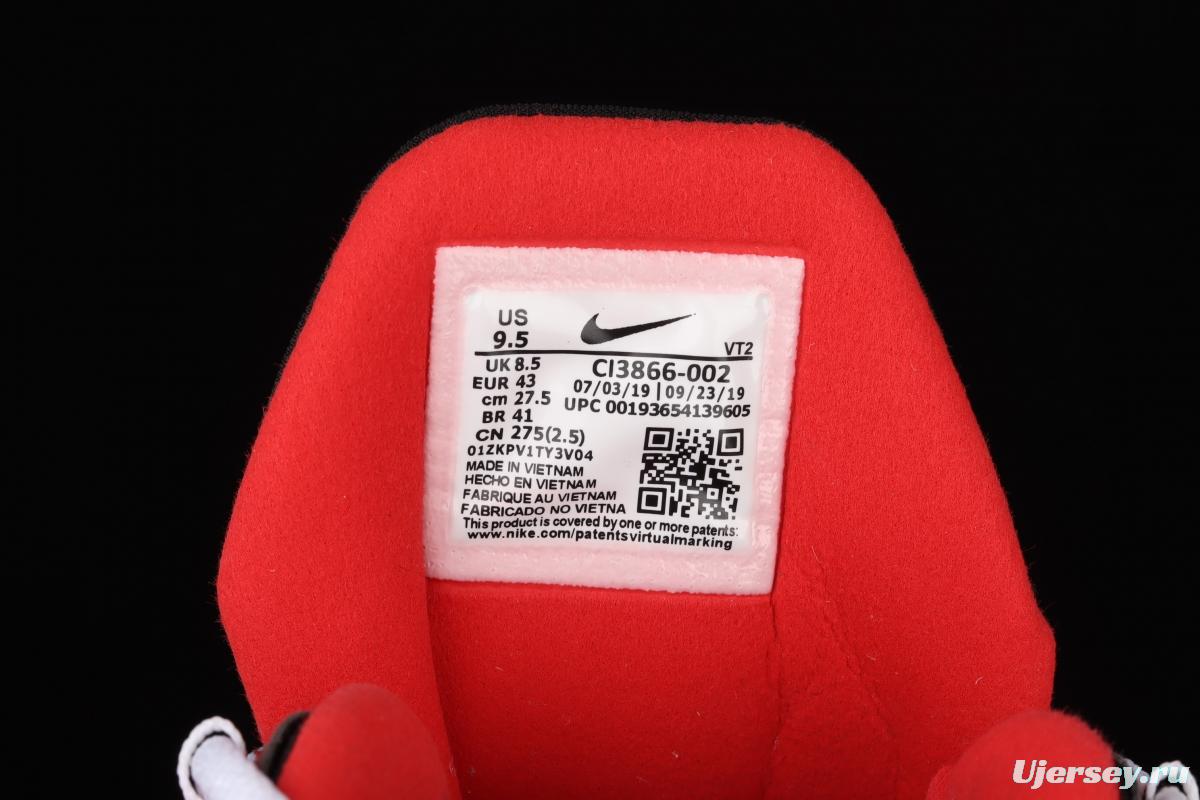 US
9.5
VT2
UK 8.5
EUR 43
cm 27.5
BR 41
CN 275(2.5)
CI3866-002
07/03/19 | 09/23/19
UPC 00193654139605
01ZKPV1TY3V04
MADE IN VIETNAM
HECHO EN VIETNAM
FABRIQUE AU VIETNAM
FABRICADO NO VIETNA
This product is covered by one or more patents:
www.nike.com/patentsvirtualmarking
Ujersey.ru